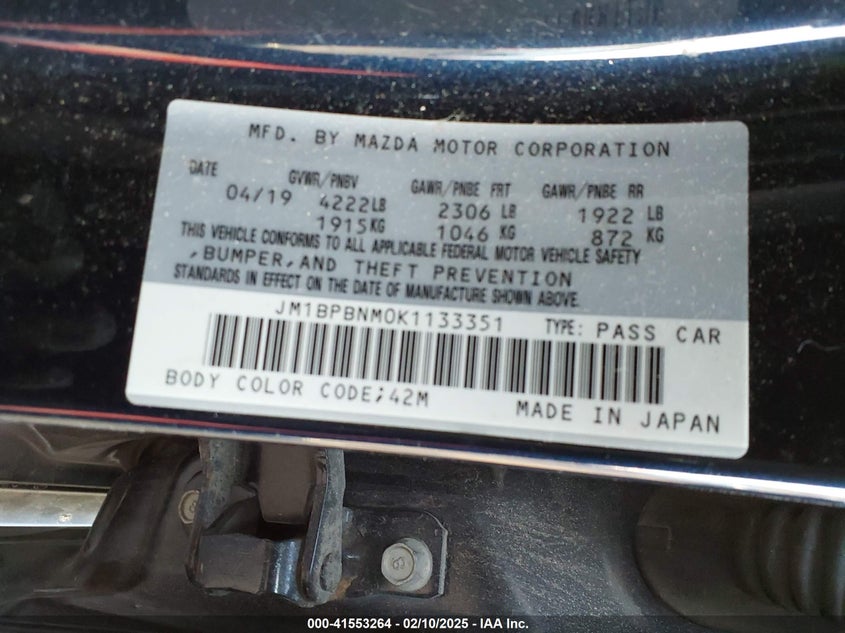 MFD. BY MAZDA MOTOR CORPORATION
DATE GVWR/PNBV GAWR/PNBE FRT GAWR/PNBE RR
04/19 4222LB 2306 LB 1922 LB
1915KG 1046 KG 872 KG
THIS VEHICLE CONFORMS TO ALL APPLICABLE FEDERAL MOTOR VEHICLE SAFETY
,BUMPER,AND THEFT PREVENTION
STANDARDS IN EFFECT ON THE DATE OF MANUFACTURE SHOWN ABOVE.
JM1BPBNM0K1133351 TYPE: PASS CAR
BODY COLOR CODE:42M
MADE IN JAPAN
000-41553264 - 02/10/2025 - IAA Inc.